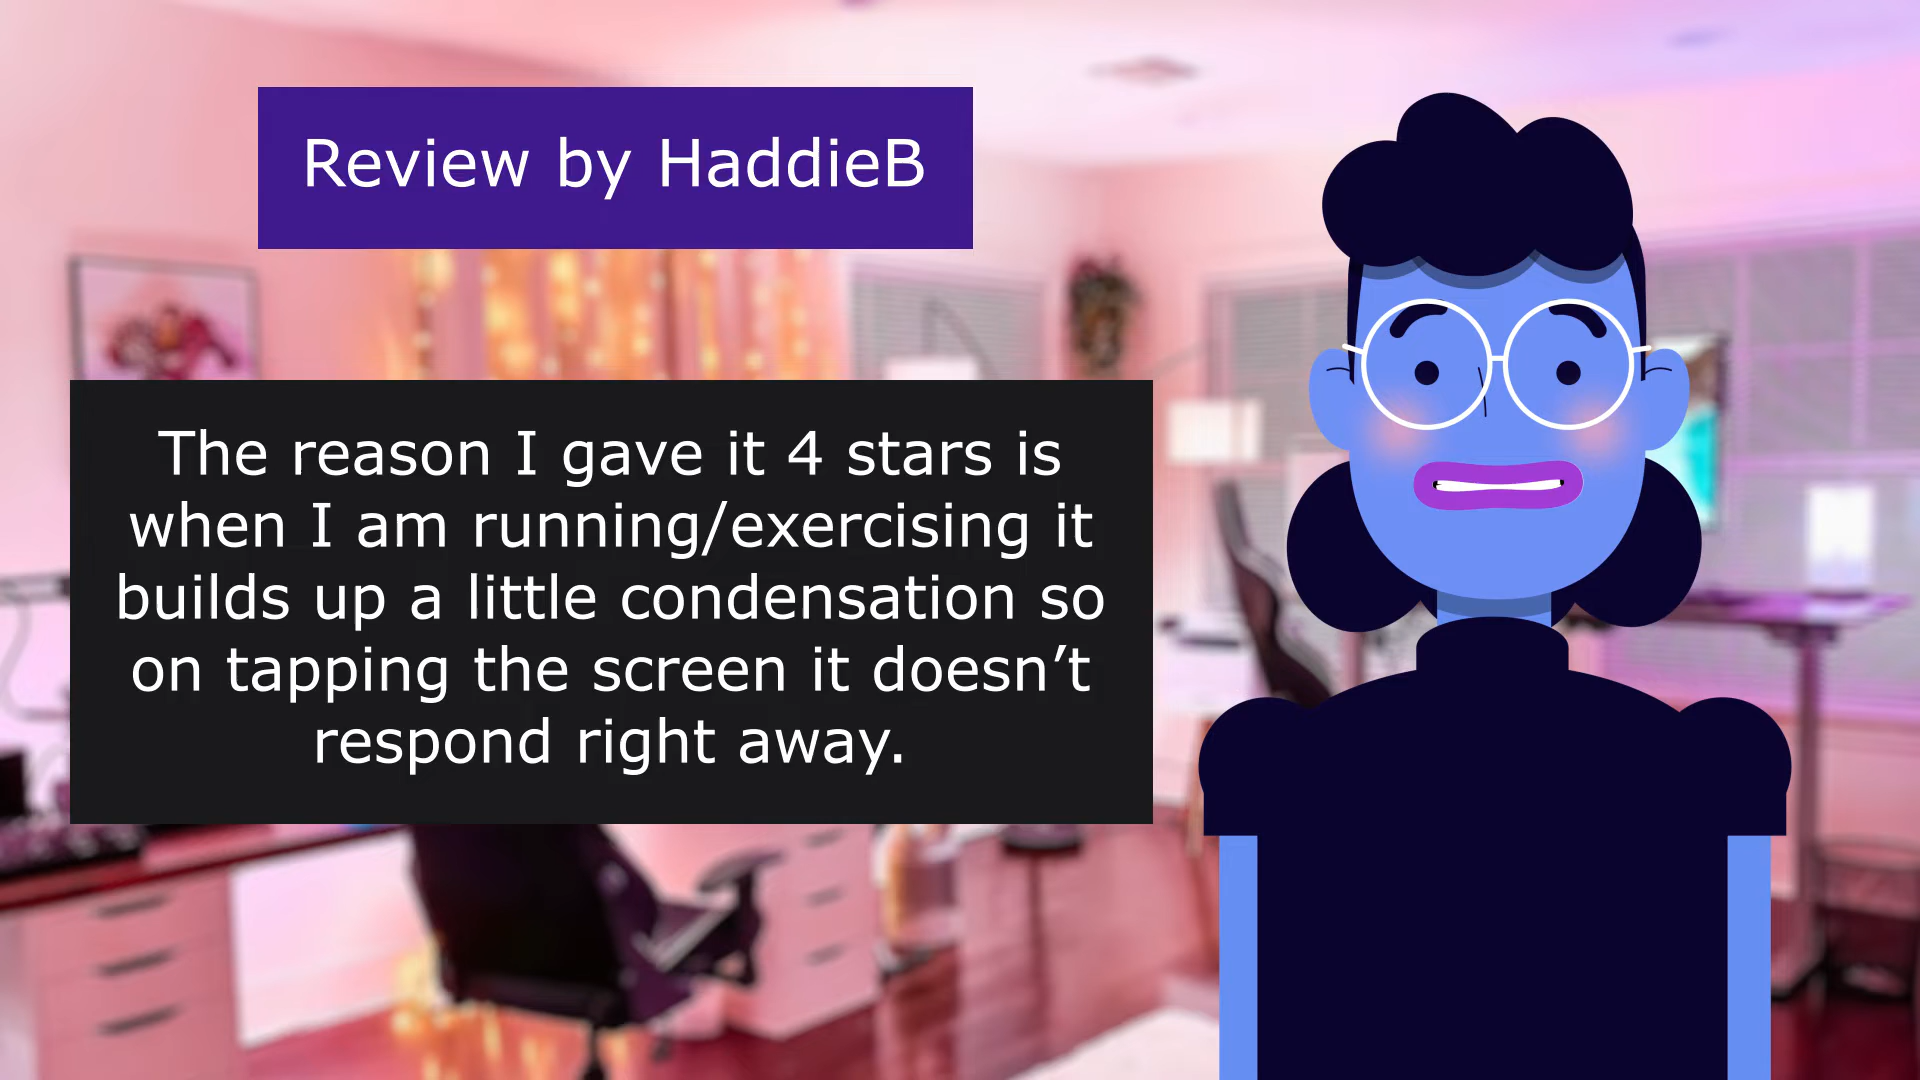 Review by HaddieB
The reason I gave it 4 stars is
when I am running/exercising it
builds up a little condensation so
on tapping the screen it doesn’t
respond right away.